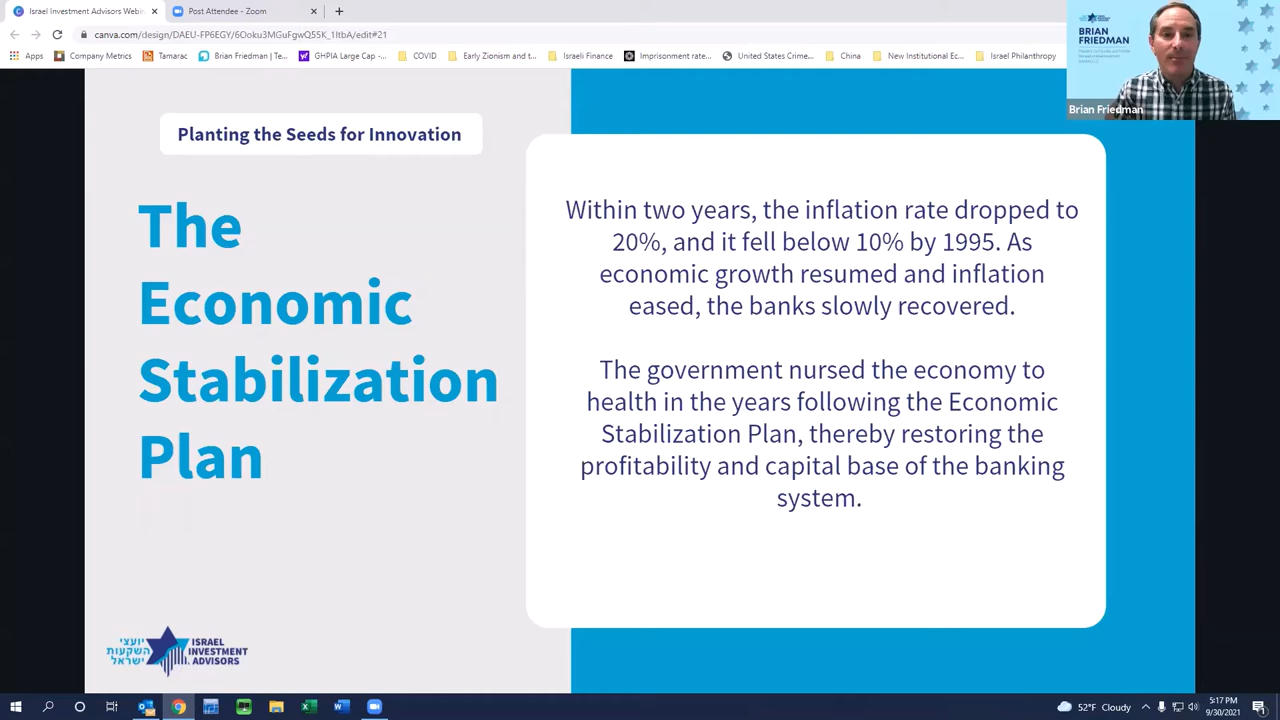 Israel Investment Advisors Webin
Post Attendee - Zoom
canva.com/design/DAEU-FP6EGY/6Ooku3MGuFgwQ55K_1ItbA/edit#21
Apps
Company Metrics
Tamarac
Brian Friedman | Te...
GHPIA Large Cap
COVID
Early Zionism and t...
Israeli Finance
Imprisonment rate...
United States Crime...
China
New Institutional Ec...
Israel Philanthropy
BRIAN
FRIEDMAN
Brian Friedman
Planting the Seeds for Innovation
The
Economic
Stabilization
Plan
Within two years, the inflation rate dropped to
20%, and it fell below 10% by 1995. As
economic growth resumed and inflation
eased, the banks slowly recovered.
The government nursed the economy to
health in the years following the Economic
Stabilization Plan, thereby restoring the
profitability and capital base of the banking
system.
יועצי
השקעות
ישראל
ISRAEL
INVESTMENT
ADVISORS
52°F Cloudy
5:17 PM
9/30/2021